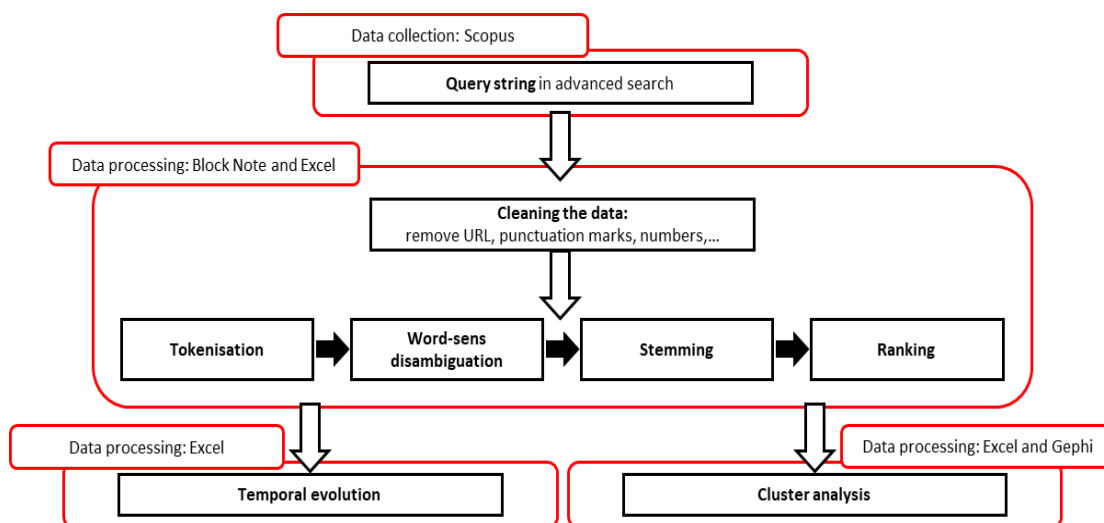 Data collection: Scopus
Query string in advanced search
Data processing: Block Note and Excel
Cleaning the data:
remove URL, punctuation marks, numbers,...
Tokenisation
Word-sens
disambiguation
Stemming
Ranking
Data processing: Excel
Data processing: Excel and Gephi
Temporal evolution
Cluster analysis